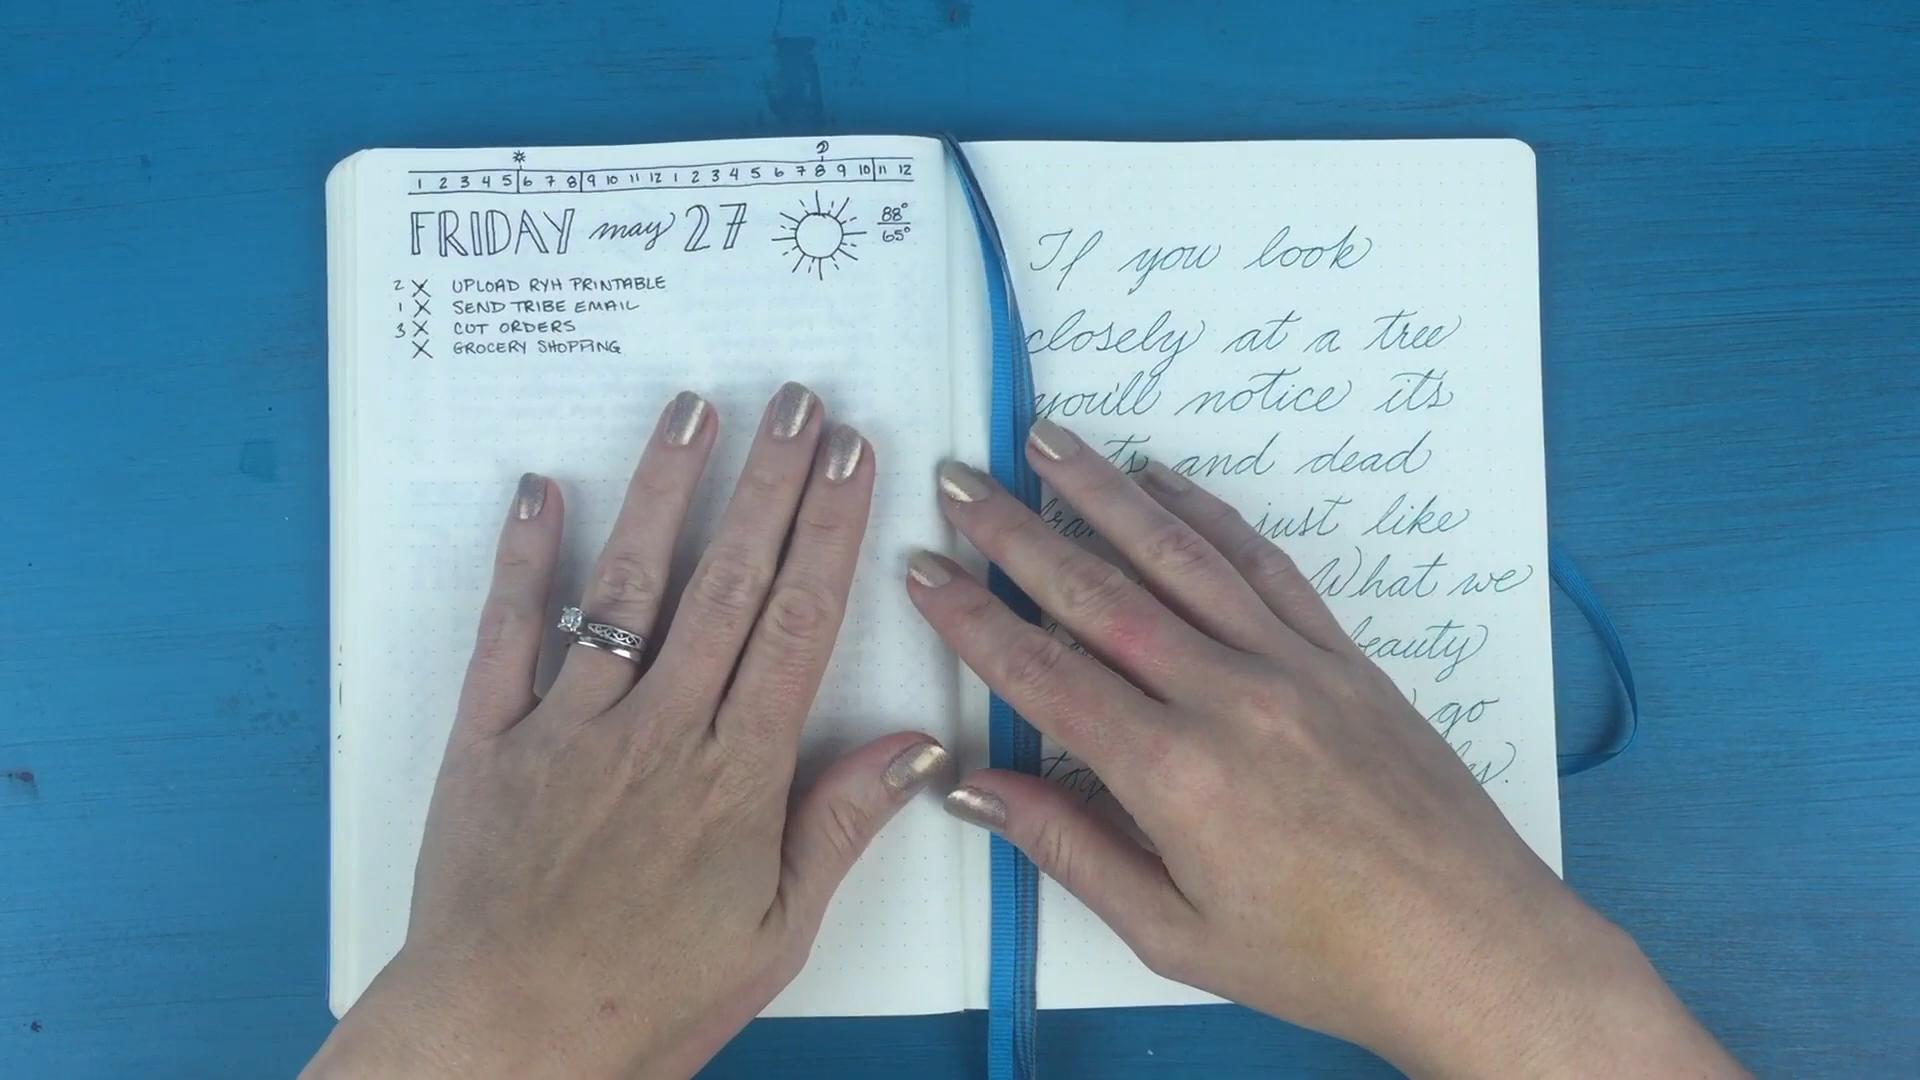 1 2 3 4 5 6 7 8 9 10 11 12 1 2 3 4 5 6 7 8 9 10 11 12
FRIDAY may 27 88° 65°
2 X UPLOAD RYH PRINTABLE
1 X SEND TRIBE EMAIL
3 X CUT ORDERS
X GROCERY SHOPPING
If you look
closely at a tree
you'll notice it's
and dead
just like
What we
beauty
go